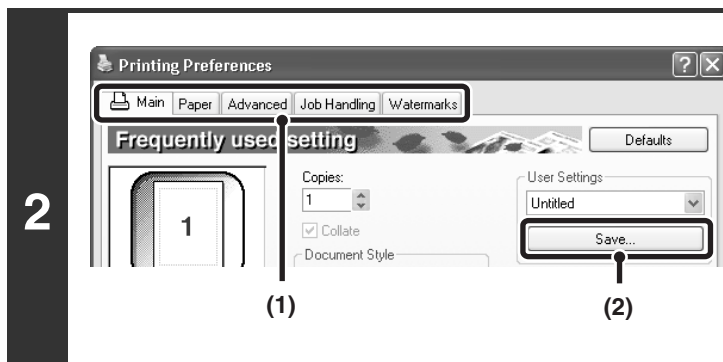 2
Printing Preferences
Main Paper Advanced Job Handling Watermarks
Frequently used setting
Defaults
Copies:
1
Collate
Document Style
User Settings
Untitled
Save...
1
(1)
(2)